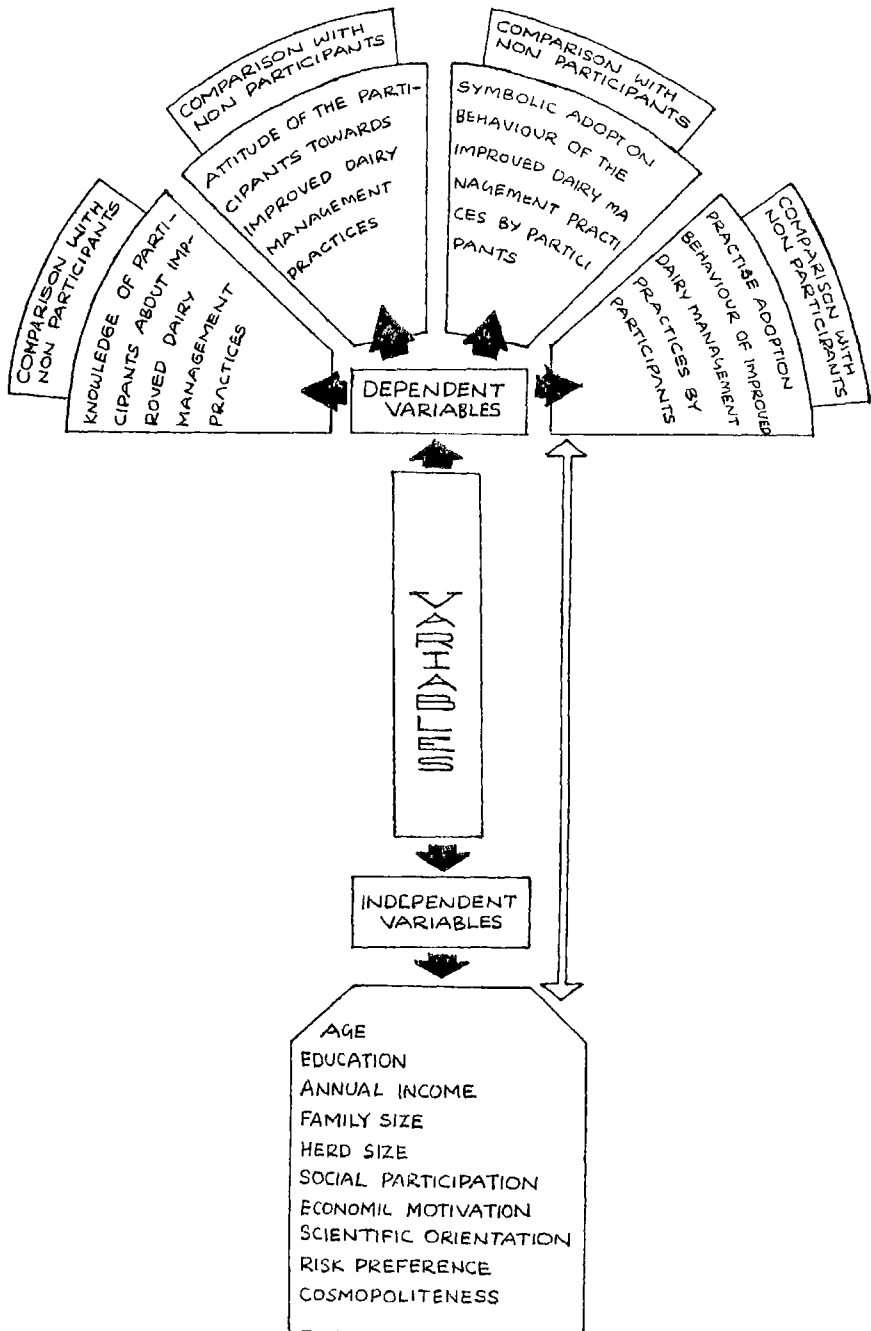 COMPARISON WITH
NON PARTICIPANTS
KNOWLEDGE OF PARTI-
CIPANTS ABOUT IMP-
ROVED DAIRY
MANAGEMENT
PRACTICES
COMPARISON WITH
NON PARTICIPANTS
ATTITUDE OF THE PARTI-
CIPANTS TOWARDS
IMPROVED DAIRY
MANAGEMENT
PRACTICES
COMPARISON WITH
NON PARTICIPANTS
SYMBOLIC ADOPTION
BEHAVIOUR OF THE
IMPROVED DAIRY MA
NAGEMENT PRACTI
CES BY PARTICI
PANTS
COMPARISON WITH
NON PARTICIPANTS
PRACTISE ADOPTION
BEHAVIOUR OF IMPROVED
DAIRY MANAGEMENT
PRACTICES BY
PARTICIPANTS
DEPENDENT
VARIABLES
VARIABLES
INDEPENDENT
VARIABLES
AGE
EDUCATION
ANNUAL INCOME
FAMILY SIZE
HERD SIZE
SOCIAL PARTICIPATION
ECONOMIC MOTIVATION
SCIENTIFIC ORIENTATION
RISK PREFERENCE
COSMOPOLITENESS